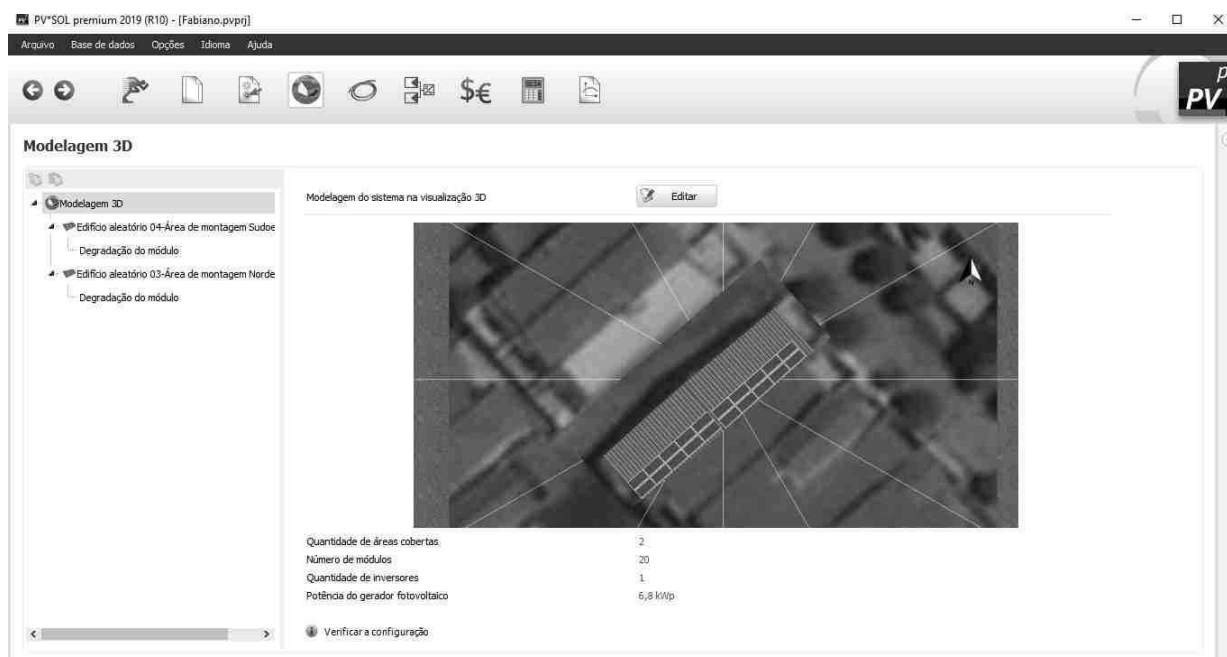 PV*SOL premium 2019 (R10) - [Fabiano.pvprj]
Arquivo Base de dados Opções Idioma Ajuda
$€
PV
Modelagem 3D
Modelagem 3D
Edifício aleatório 04-Área de montagem Sudoe
Degradação do módulo
Edifício aleatório 03-Área de montagem Norde
Degradação do módulo
Modelagem do sistema na visualização 3D
Editar
N
Quantidade de áreas cobertas 2
Número de módulos 20
Quantidade de inversores 1
Potência do gerador fotovoltaico 6,8 kWp
Verificar a configuração